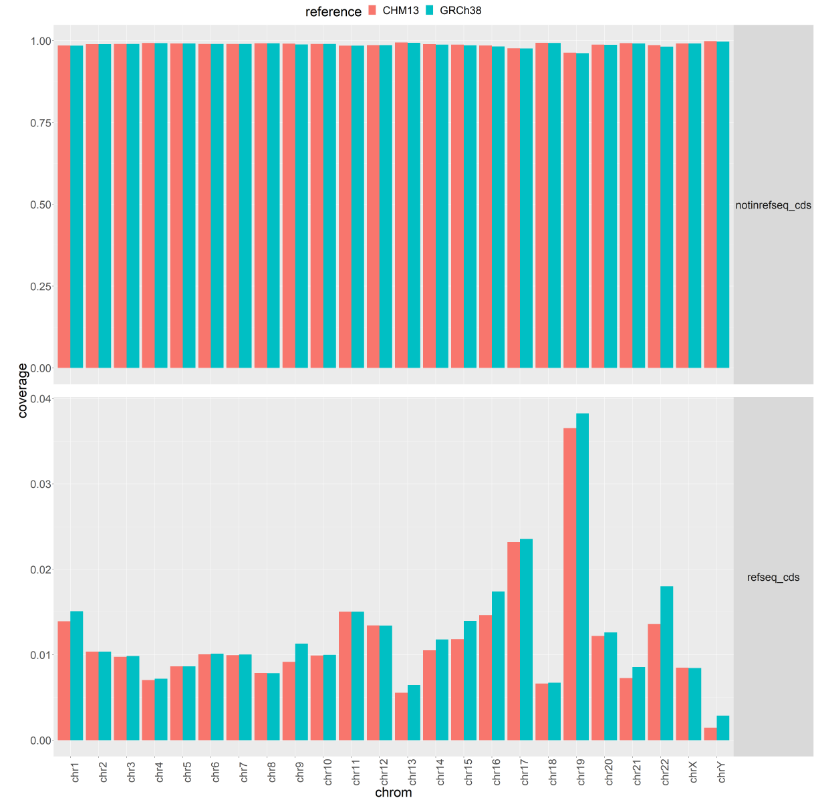 reference CHM13 GRCh38
1.00
0.75
0.50
0.25
0.00
notinrefseq_cds
coverage
0.04
0.03
0.02
0.01
0.00
refseq_cds
chr1 chr2 chr3 chr4 chr5 chr6 chr7 chr8 chr9 chr10 chr11 chr12 chr13 chr14 chr15 chr16 chr17 chr18 chr19 chr20 chr21 chr22 chrX chrY
chrom